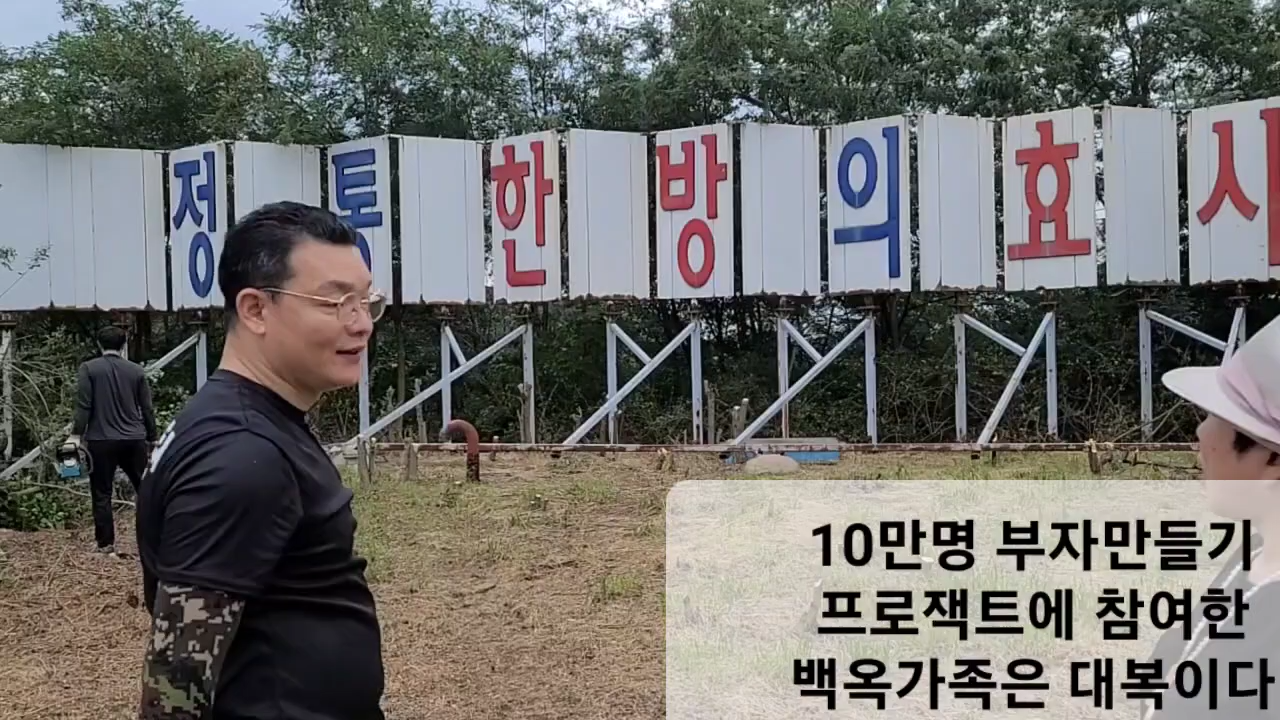 정통한방의효사
10만명 부자만들기
프로잭트에 참여한
백옥가족은 대복이다